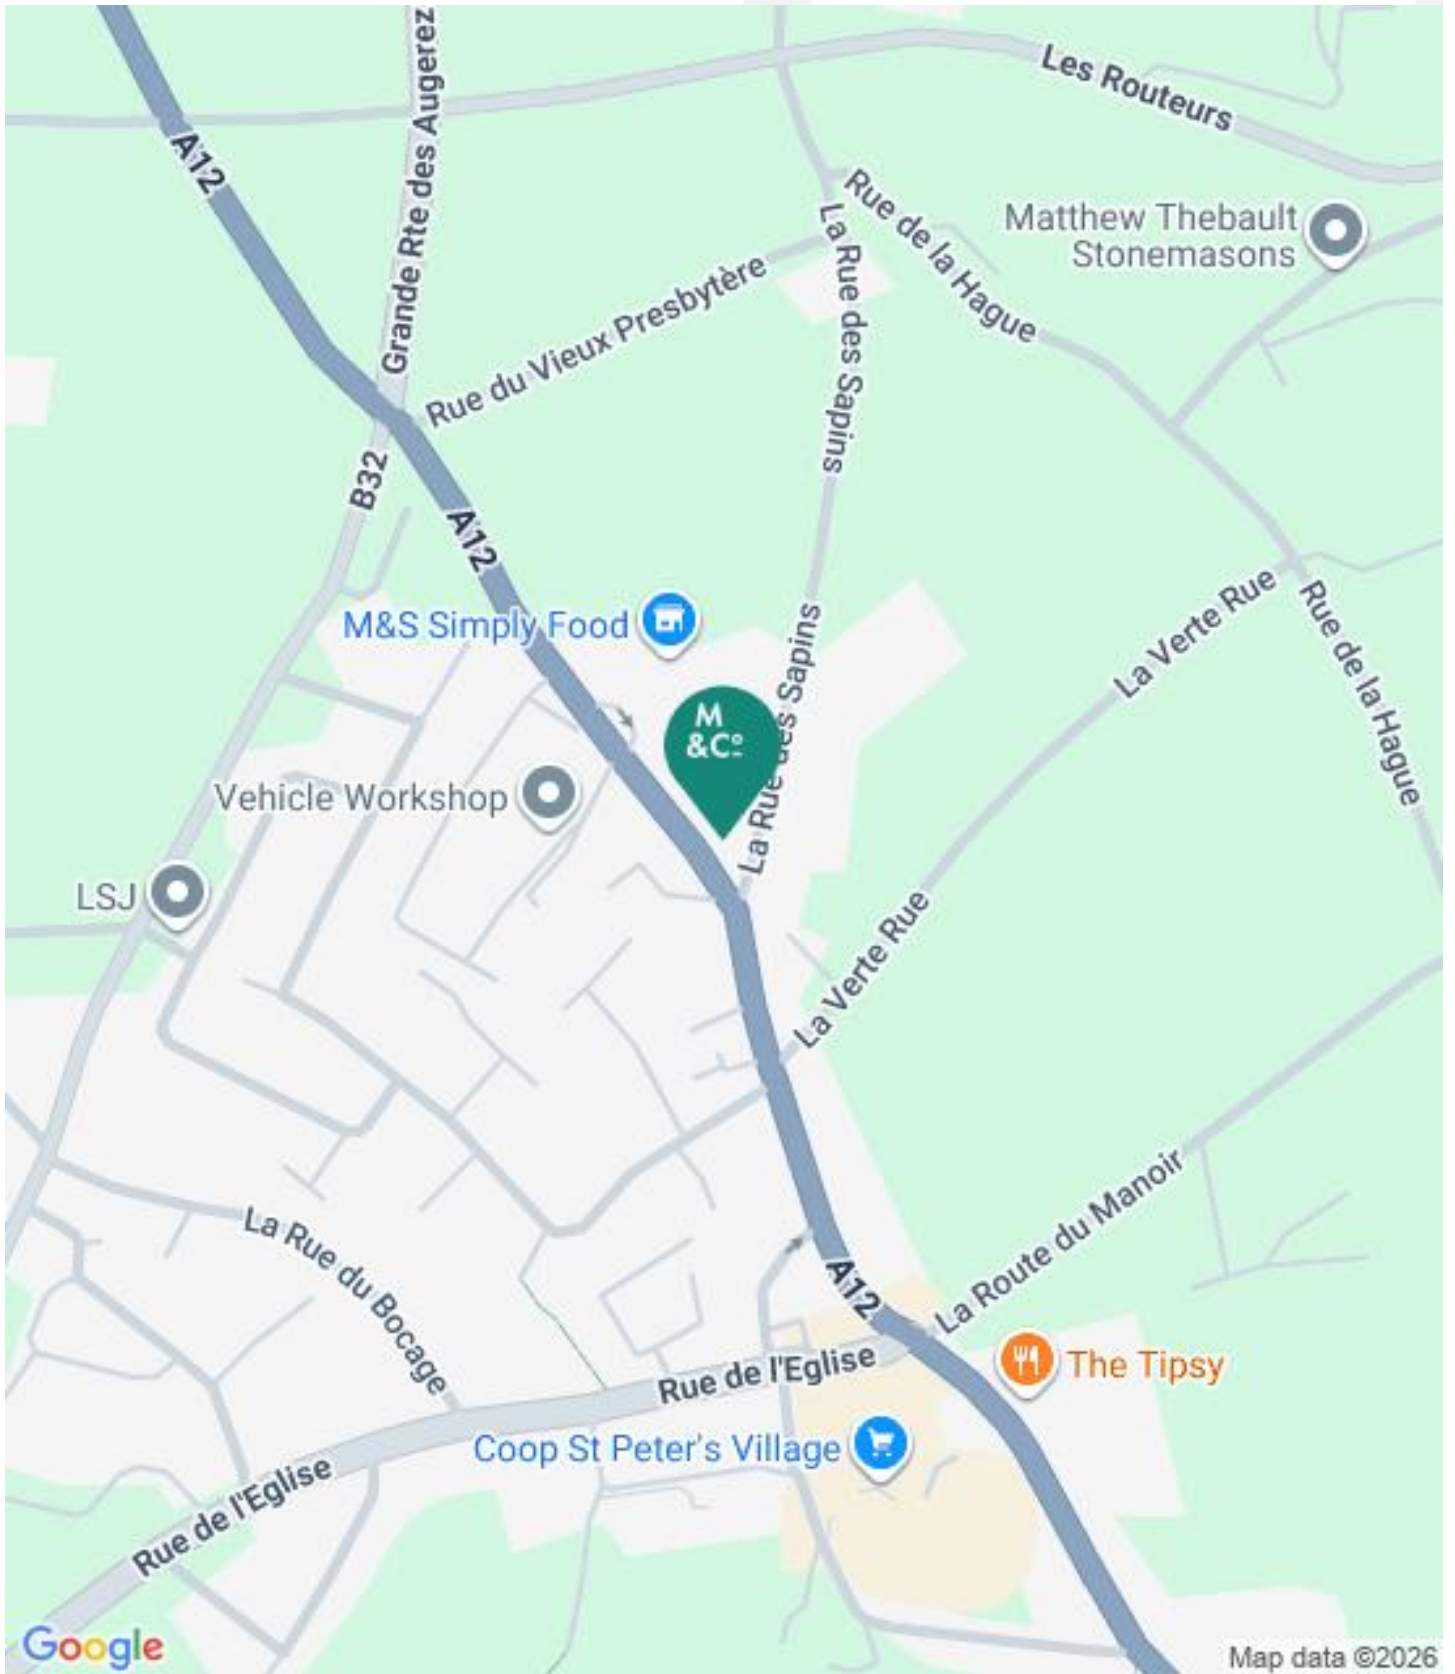 Les Routeurs
A12
Grande Rte des Augerez
Rue de la Hague
Matthew Thebault
Stonemasons
La Rue des Sapins
Rue du Vieux Presbytère
B32
A12
M&S Simply Food
La Verte Rue
Rue de la Hague
La Rue des Sapins
M
&Cº
Vehicle Workshop
LSJ
La Verte Rue
La Route du Manoir
La Rue du Bocage
A12
Rue de l'Eglise
The Tipsy
Coop St Peter's Village
Rue de l'Eglise
Google
Map data ©2026